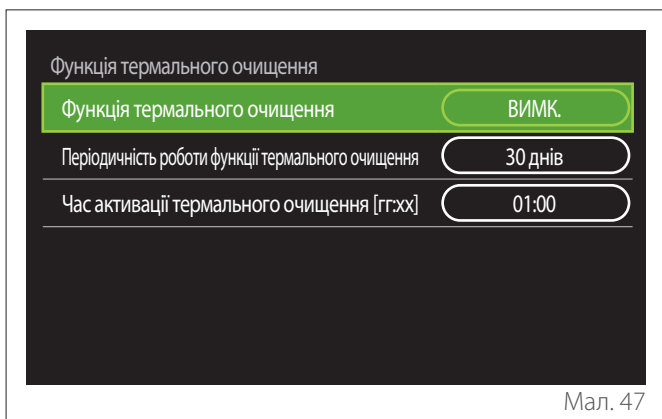 Функція термального очищення
Функція термального очищення ВИМК.
Періодичність роботи функції термального очищення 30 днів
Час активації термального очищення [гг:хх] 01:00
Мал. 47